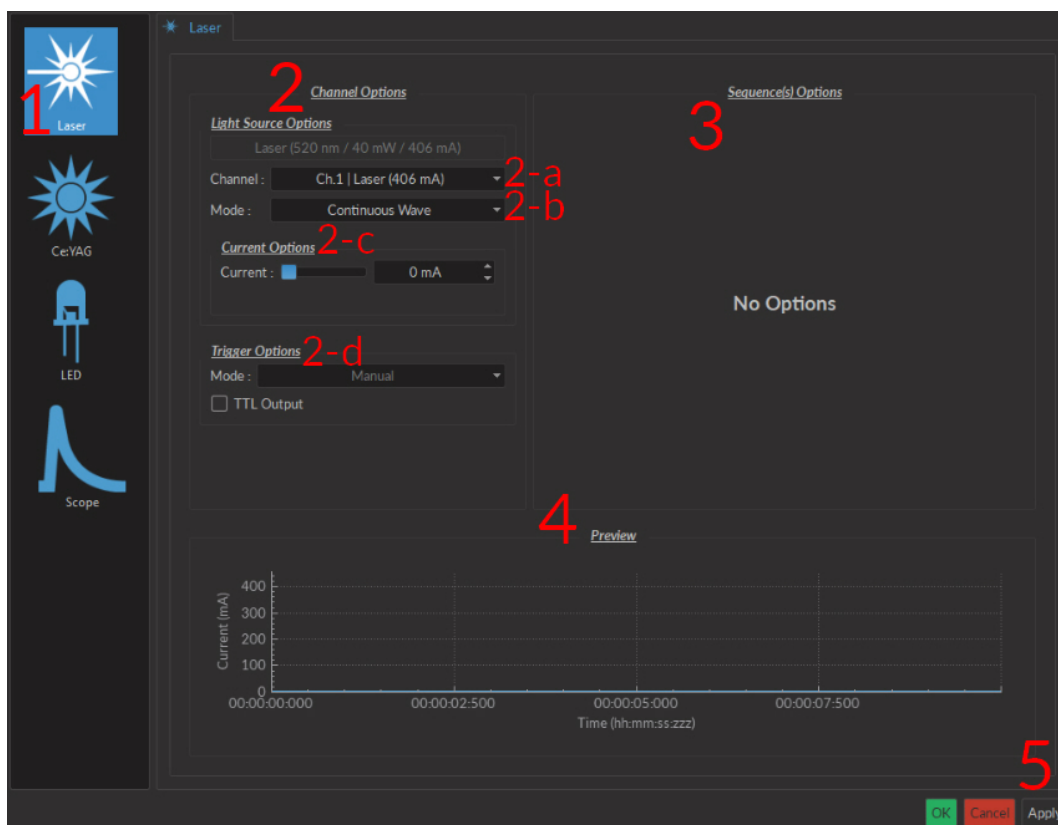 Laser
1
Laser
Ce:YAG
LED
Scope
2
Channel Options
Light Source Options
Laser (520 nm / 40 mW / 406 mA)
Channel : Ch.1 | Laser (406 mA) 2-a
Mode : Continuous Wave 2-b
Current Options 2-c
Current : 0 mA
Trigger Options 2-d
Mode : Manual
TTL Output
Sequence(s) Options
3
No Options
4
Preview
Current (mA)
400
300
200
100
0
00:00:00:000 00:00:02:500 00:00:05:000 00:00:07:500
Time (hh:mm:ss:zzz)
5
OK Cancel Apply